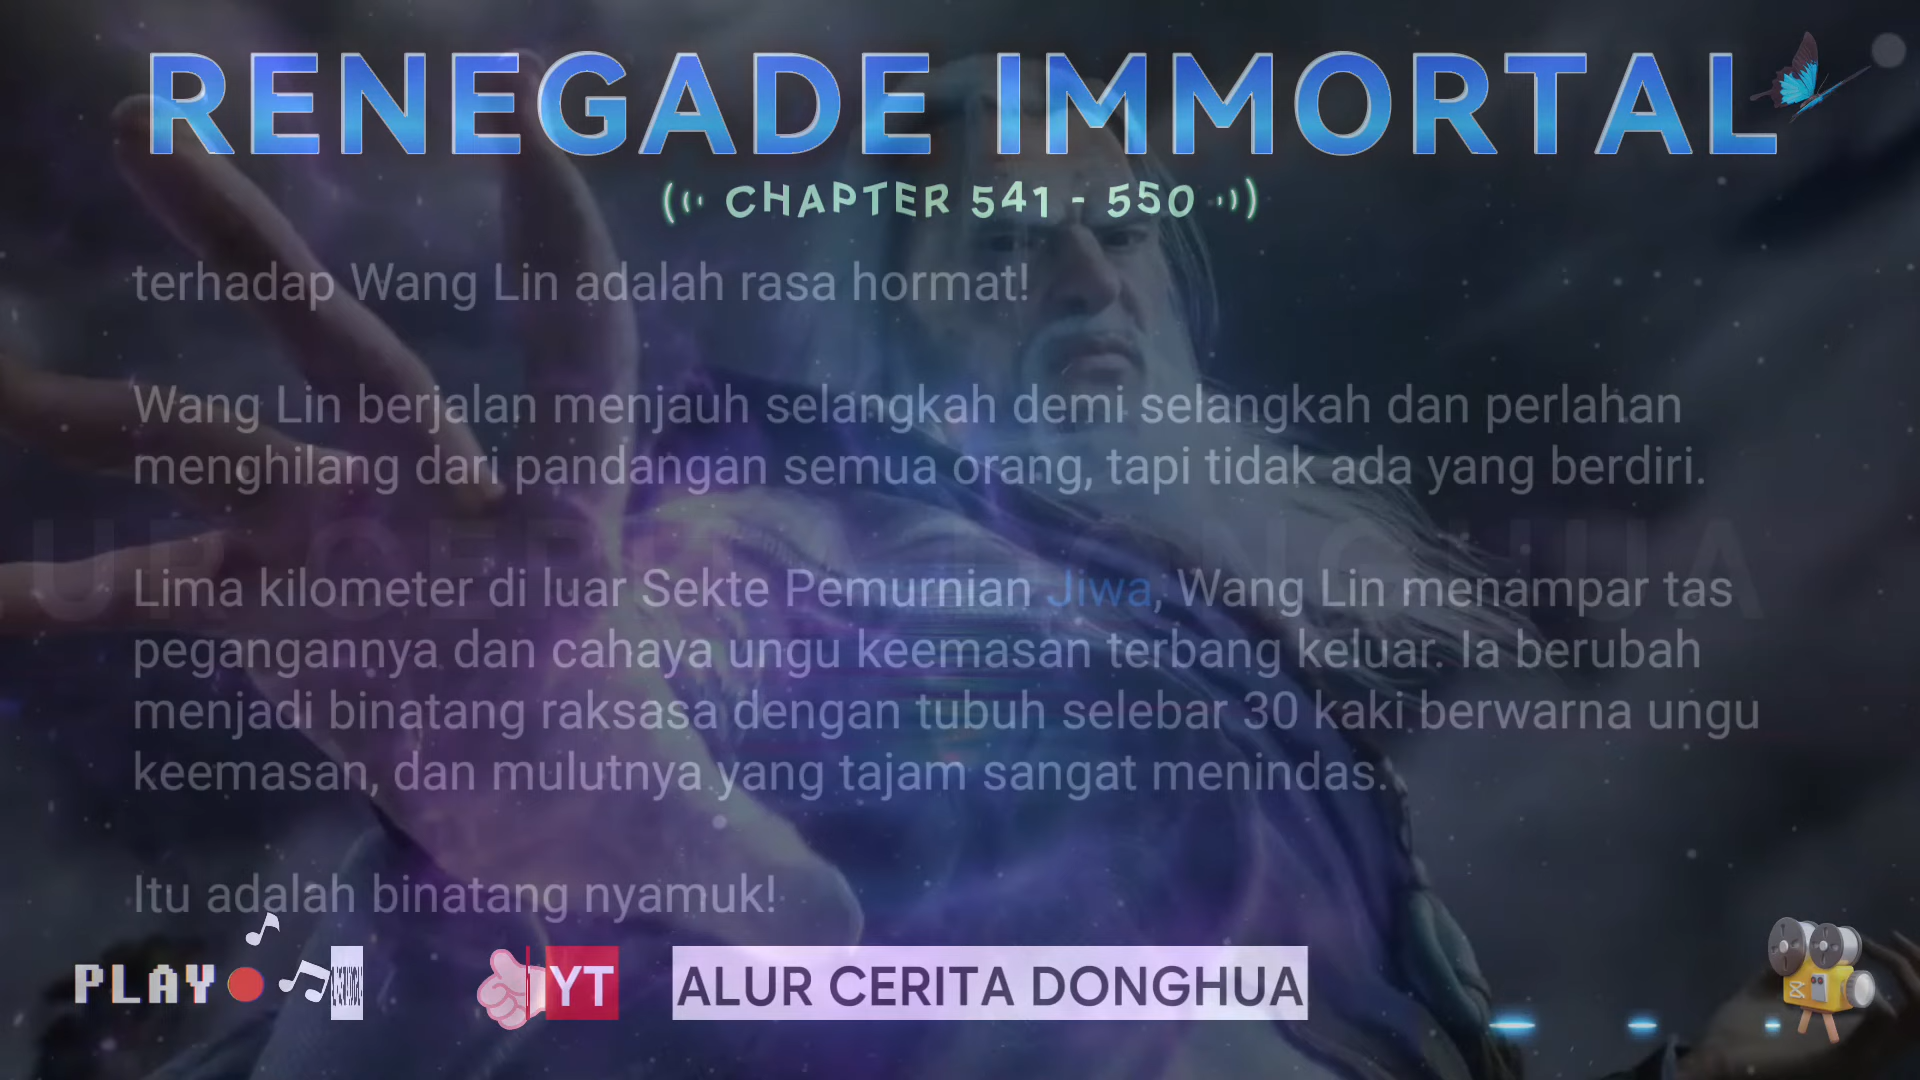 RENEGADE IMMORTAL
CHAPTER 541 - 550
terhadap Wang Lin adalah rasa hormat!
Wang Lin berjalan menjauh selangkah demi selangkah dan perlahan
menghilang dari pandangan semua orang, tapi tidak ada yang berdiri.
Lima kilometer di luar Sekte Pemurnian Jiwa, Wang Lin menampar tas
pegangannya dan cahaya ungu keemasan terbang keluar. Ia berubah
menjadi binatang raksasa dengan tubuh selebar 30 kaki berwarna ungu
keemasan, dan mulutnya yang tajam sangat menindas.
Itu adalah binatang nyamuk!
PLAY
YT
ALUR CERITA DONGHUA